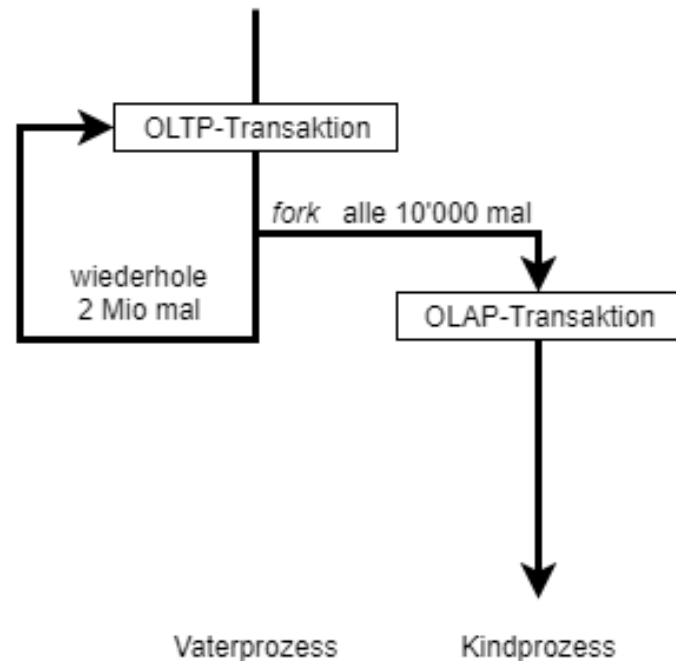 OLTP-Transaktion
fork alle 10'000 mal
wiederhole
2 Mio mal
OLAP-Transaktion
Vaterprozess
Kindprozess